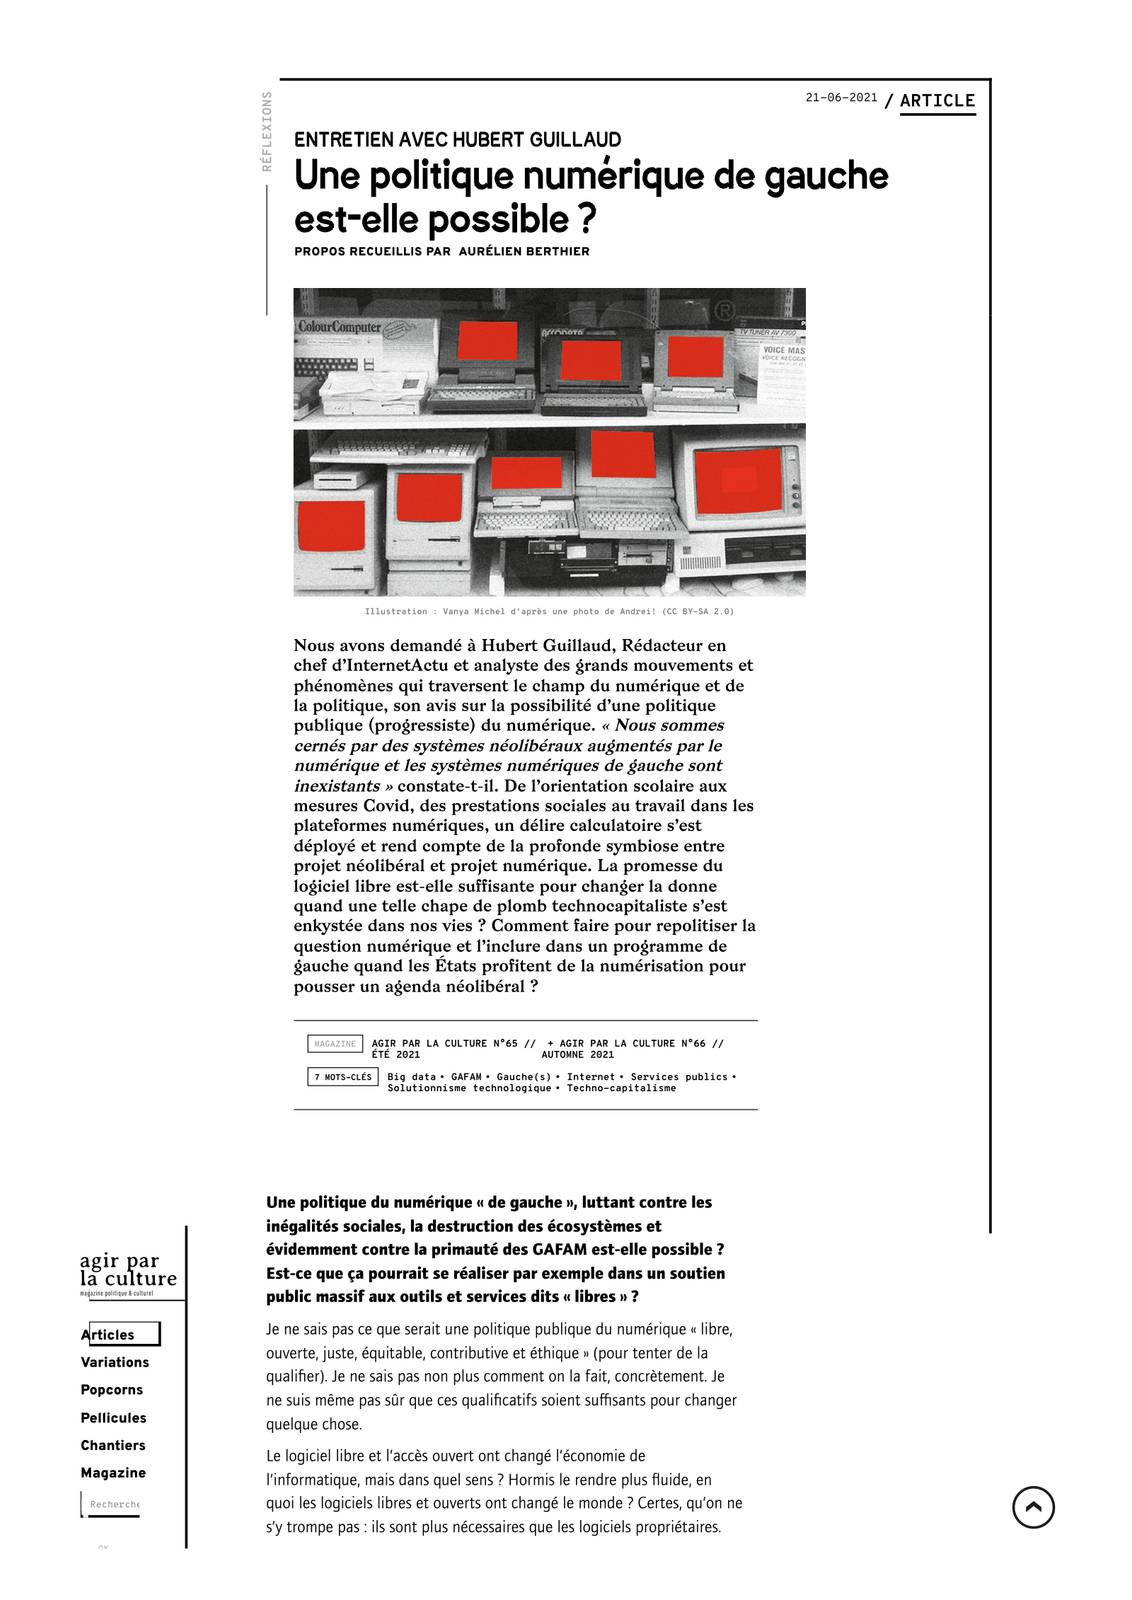 RÉFLEXIONS
21-06-2021 / ARTICLE
ENTRETIEN AVEC HUBERT GUILLAUD
Une politique numérique de gauche
est-elle possible ?
PROPOS RECUEILLIS PAR AURÉLIEN BERTHIER
ColourComputer
ACCODATA
®
TV TUNER AV 7300
VOICE MAS
VOICE RECOGN
Illustration : Vanya Michel d'après une photo de Andrei! (CC BY-SA 2.0)
Nous avons demandé à Hubert Guillaud, Rédacteur en
chef d’InternetActu et analyste des grands mouvements et
phénomènes qui traversent le champ du numérique et de
la politique, son avis sur la possibilité d’une politique
publique (progressiste) du numérique. « Nous sommes
cernés par des systèmes néolibéraux augmentés par le
numérique et les systèmes numériques de gauche sont
inexistants » constate-t-il. De l’orientation scolaire aux
mesures Covid, des prestations sociales au travail dans les
plateformes numériques, un délire calculatoire s’est
déployé et rend compte de la profonde symbiose entre
projet néolibéral et projet numérique. La promesse du
logiciel libre est-elle suffisante pour changer la donne
quand une telle chape de plomb technocapitaliste s’est
enkystée dans nos vies ? Comment faire pour repolitiser la
question numérique et l’inclure dans un programme de
gauche quand les États profitent de la numérisation pour
pousser un agenda néolibéral ?
MAGAZINE AGIR PAR LA CULTURE N°65 // + AGIR PAR LA CULTURE N°66 //
ÉTÉ 2021 AUTOMNE 2021
7 MOTS-CLÉS Big data • GAFAM • Gauche(s) • Internet • Services publics •
Solutionnisme technologique • Techno-capitalisme
Une politique du numérique « de gauche », luttant contre les
inégalités sociales, la destruction des écosystèmes et
évidemment contre la primauté des GAFAM est-elle possible ?
Est-ce que ça pourrait se réaliser par exemple dans un soutien
public massif aux outils et services dits « libres » ?
Je ne sais pas ce que serait une politique publique du numérique « libre,
ouverte, juste, équitable, contributive et éthique » (pour tenter de la
qualifier). Je ne sais pas non plus comment on la fait, concrètement. Je
ne suis même pas sûr que ces qualificatifs soient suffisants pour changer
quelque chose.
Le logiciel libre et l’accès ouvert ont changé l’économie de
l’informatique, mais dans quel sens ? Hormis le rendre plus fluide, en
quoi les logiciels libres et ouverts ont changé le monde ? Certes, qu’on ne
s’y trompe pas : ils sont plus nécessaires que les logiciels propriétaires.
agir par
la culture
magazine politique & culturel
Articles
Variations
Popcorns
Pellicules
Chantiers
Magazine
Recherche
OK